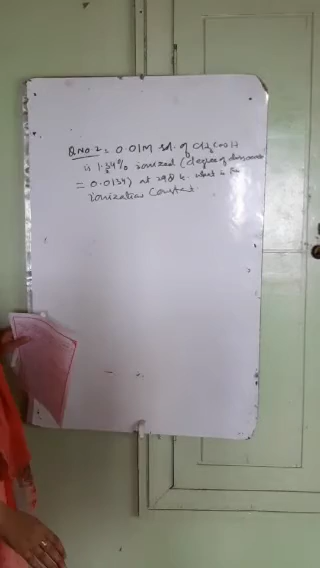 Q No. 2 = 0.01M sol. of CH3COOH
is 1.34% ionized (degree of
= 0.0134) at 298 K. What is the
ionization Constant.